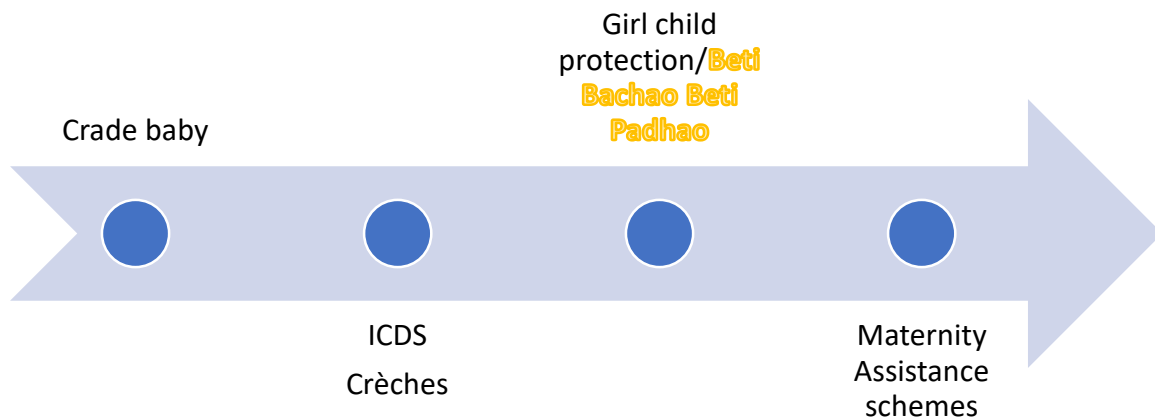 Crade baby
ICDS
Crèches
Girl child
protection/Beti
Bachao Beti
Padhao
Maternity
Assistance
schemes